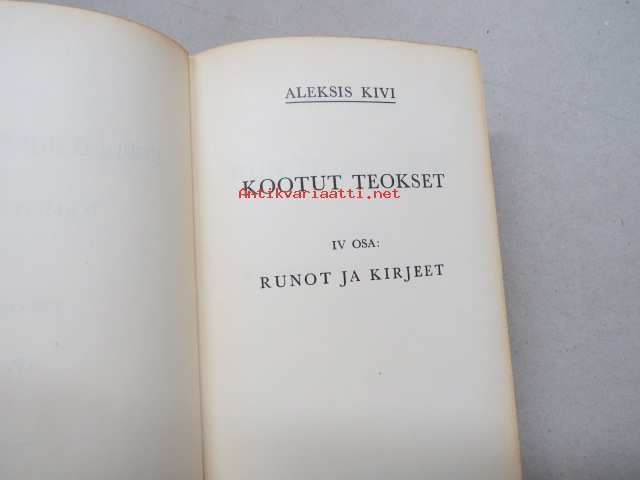 ALEKSIS KIVI
KOOTUT TEOKSET
Antikvariaatti.net
IV OSA:
RUNOT JA KIRJEET